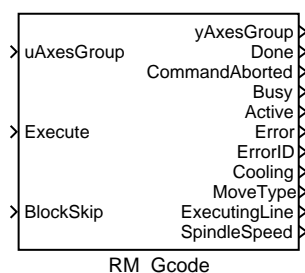 yAxesGroup
uAxesGroup
Done
CommandAborted
Busy
Active
Execute
Error
ErrorID
Cooling
MoveType
BlockSkip
ExecutingLine
SpindleSpeed
RM_Gcode